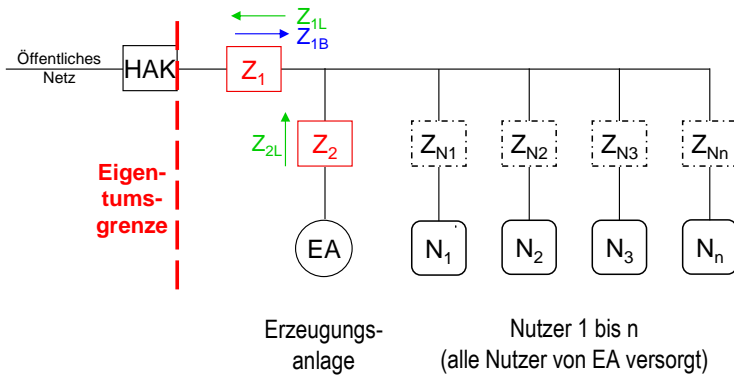 Z1L
Z1B
Öffentliches
Netz
HAK
Z1
Z2L
Z2
ZN1
ZN2
ZN3
ZNn
Eigen-
tums-
grenze
EA
N1
N2
N3
Nn
Erzeugungs-
anlage
Nutzer 1 bis n
(alle Nutzer von EA versorgt)